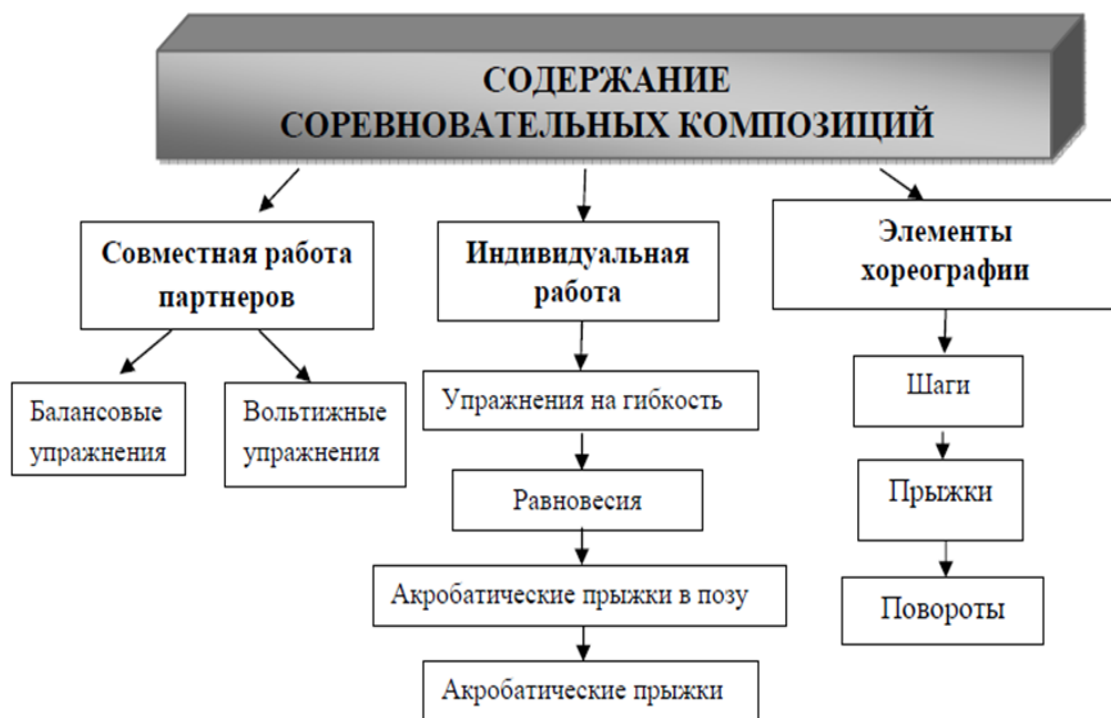 СОДЕРЖАНИЕ
СОРЕВНОВАТЕЛЬНЫХ КОМПОЗИЦИЙ
Совместная работа
партнеров
Индивидуальная
работа
Элементы
хореографии
Балансовые
упражнения
Вольтижные
упражнения
Упражнения на гибкость
Равновесия
Акробатические прыжки в позу
Акробатические прыжки
Шаги
Прыжки
Повороты